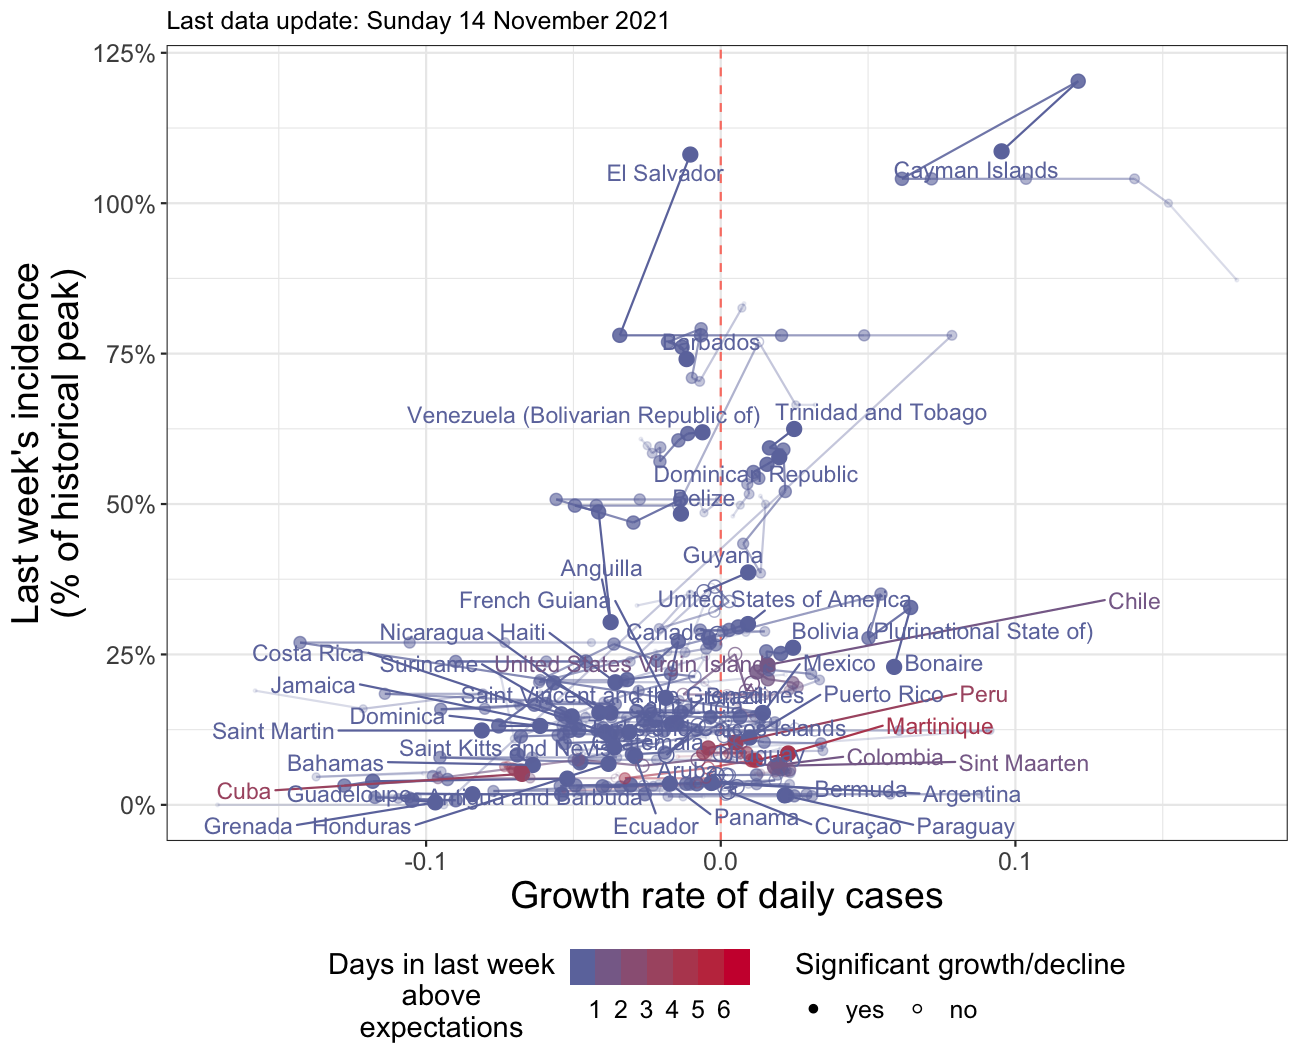 Last data update: Sunday 14 November 2021
Last week's incidence
(% of historical peak)
125%
100%
75%
50%
25%
0%
El Salvador
Cayman Islands
Barbados
Venezuela (Bolivarian Republic of)
Trinidad and Tobago
Dominican Republic
Belize
Guyana
Anguilla
French Guiana
United States of America
Chile
Nicaragua
Haiti
Canada
Bolivia (Plurinational State of)
Costa Rica
Suriname
United States Virgin Islands
Mexico
Bonaire
Jamaica
Saint Vincent and the Grenadines
Puerto Rico
Peru
Dominica
Martinique
Saint Martin
Islands
Saint Kitts and Nevis
Guatemala
Uruguay
Colombia
Sint Maarten
Bahamas
Aruba
Cuba
Guadeloupe
Antigua and Barbuda
Bermuda
Argentina
Grenada
Honduras
Ecuador
Panama
Curaçao
Paraguay
-0.1
0.0
0.1
Growth rate of daily cases
Days in last week
above
expectations
1 2 3 4 5 6
Significant growth/decline
yes
no